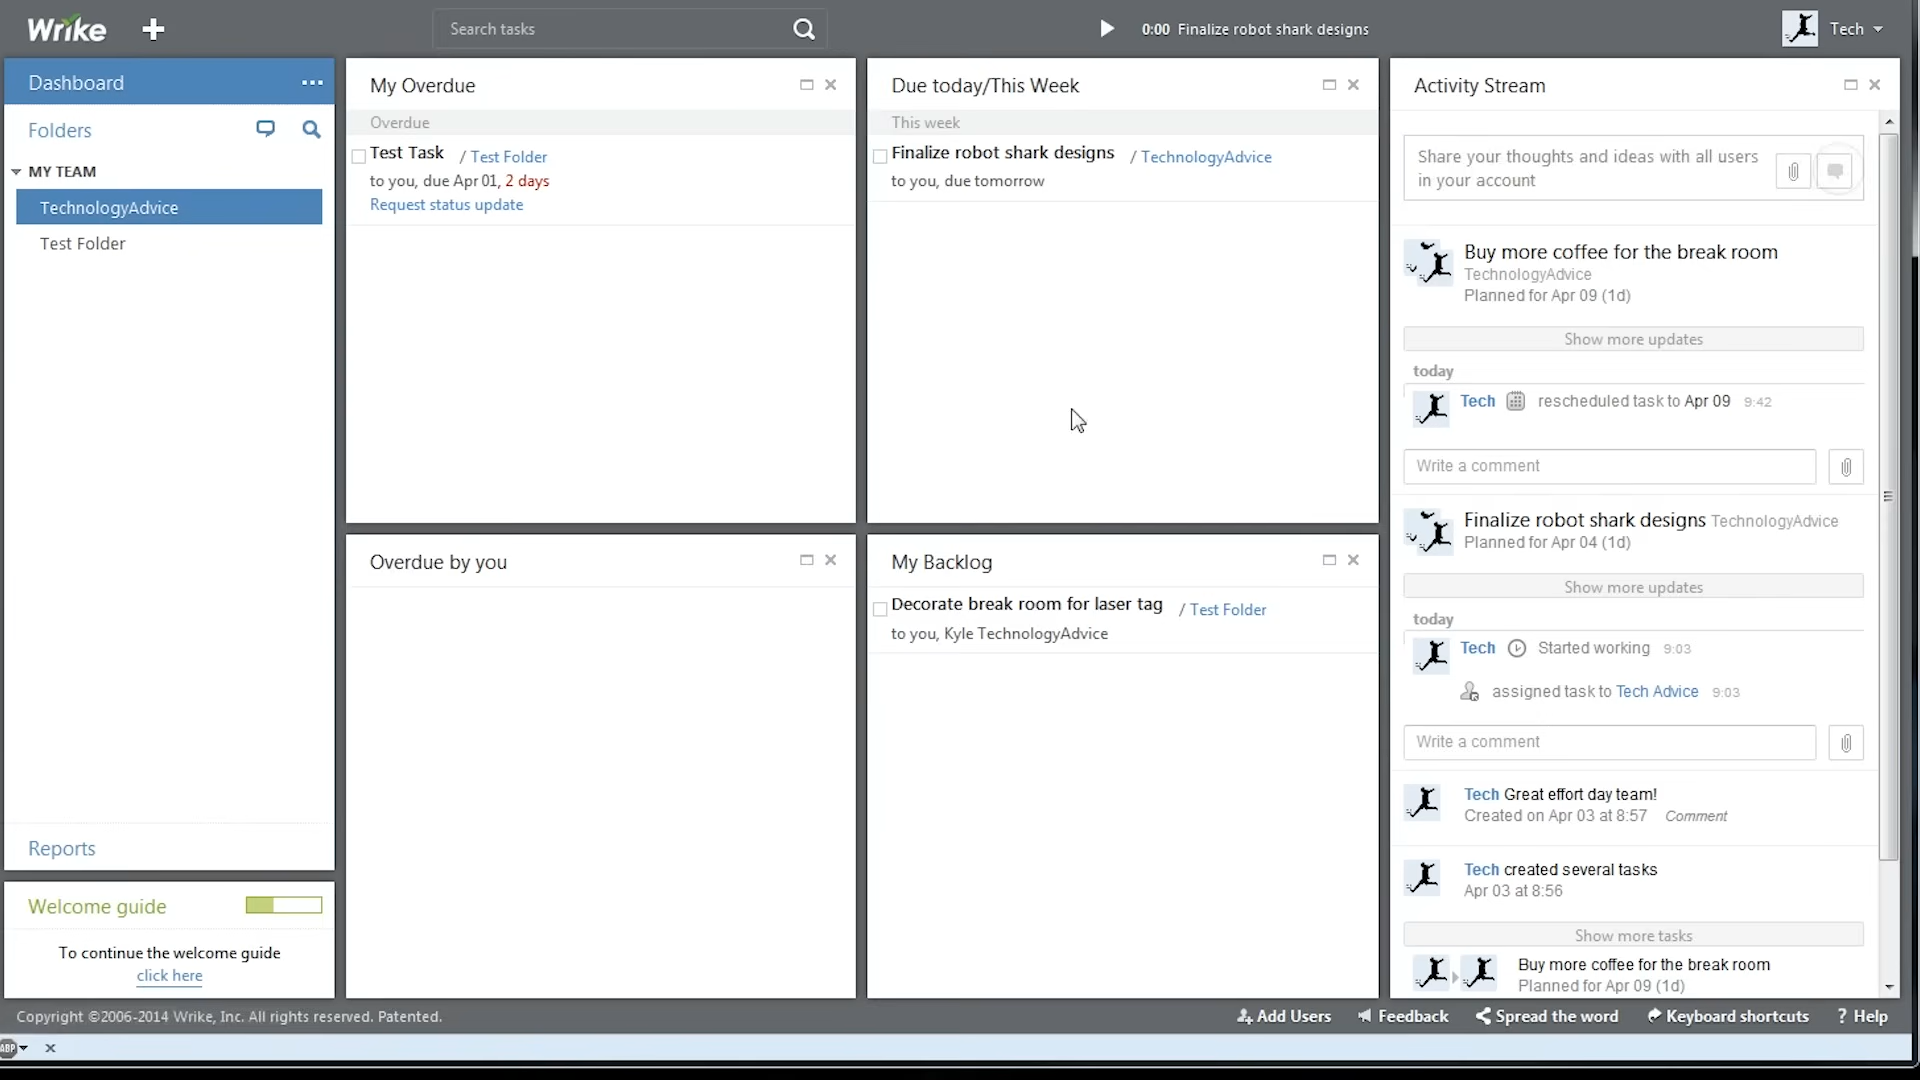 Wrike
Search tasks
0:00 Finalize robot shark designs
Tech
Dashboard
Folders
MY TEAM
TechnologyAdvice
Test Folder
Reports
Welcome guide
To continue the welcome guide
click here
My Overdue
Overdue
Test Task / Test Folder
to you, due Apr 01, 2 days
Request status update
Due today/This Week
This week
Finalize robot shark designs / TechnologyAdvice
to you, due tomorrow
Overdue by you
My Backlog
Decorate break room for laser tag / Test Folder
to you, Kyle TechnologyAdvice
Activity Stream
Share your thoughts and ideas with all users
in your account
Buy more coffee for the break room
TechnologyAdvice
Planned for Apr 09 (1d)
Show more updates
today
Tech rescheduled task to Apr 09 9:42
Write a comment
Finalize robot shark designs TechnologyAdvice
Planned for Apr 04 (1d)
Show more updates
today
Tech Started working 9:03
assigned task to Tech Advice 9:03
Write a comment
Tech Great effort day team!
Created on Apr 03 at 8:57 Comment
Tech created several tasks
Apr 03 at 8:56
Show more tasks
Buy more coffee for the break room
Planned for Apr 09 (1d)
Copyright ©2006-2014 Wrike, Inc. All rights reserved. Patented.
Add Users
Feedback
Spread the word
Keyboard shortcuts
? Help
ABP